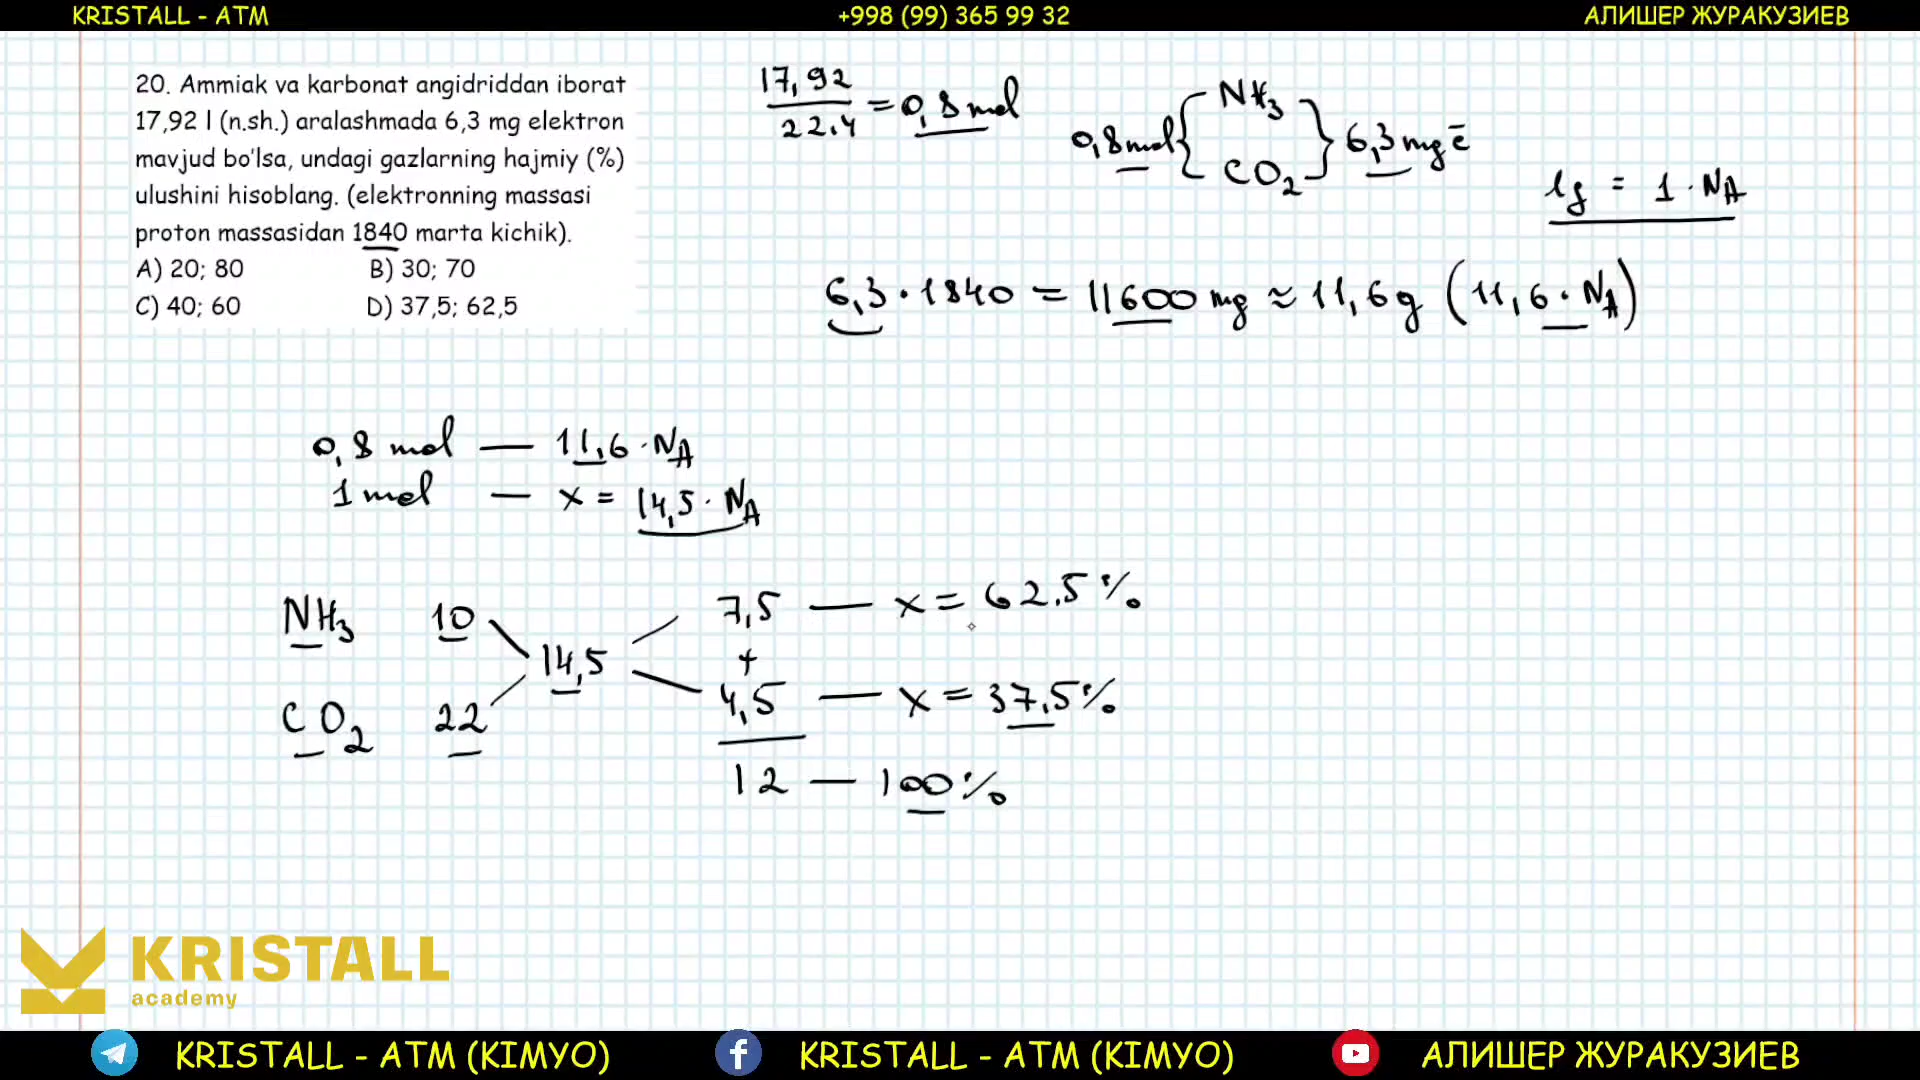 KRISTALL - ATM
+998 (99) 365 99 32
АЛИШЕР ЖУРАКУЗИЕВ
20. Ammiak va karbonat angidriddan iborat
17,92 l (n.sh.) aralashmada 6,3 mg elektron
mavjud bo'lsa, undagi gazlarning hajmiy (%)
ulushini hisoblang. (elektronning massasi
proton massasidan 1840 marta kichik).
A) 20; 80 B) 30; 70
C) 40; 60 D) 37,5; 62,5
17,92 / 22.4 = 0,8 mol
0,8 mol { NH3 CO2 } 6,3 mg ē
1g = 1 · NA
6,3 · 1840 = 11600 mg ≈ 11,6 g (11,6 · NA)
0,8 mol — 11,6 · NA
1 mol — x = 14,5 · NA
NH3 10 7,5 — x = 62.5 %
14,5 +
CO2 22 4,5 — x = 37,5 %
12 — 100 %
KRISTALL
academy
KRISTALL - ATM (KIMYO)
KRISTALL - ATM (KIMYO)
АЛИШЕР ЖУРАКУЗИЕВ